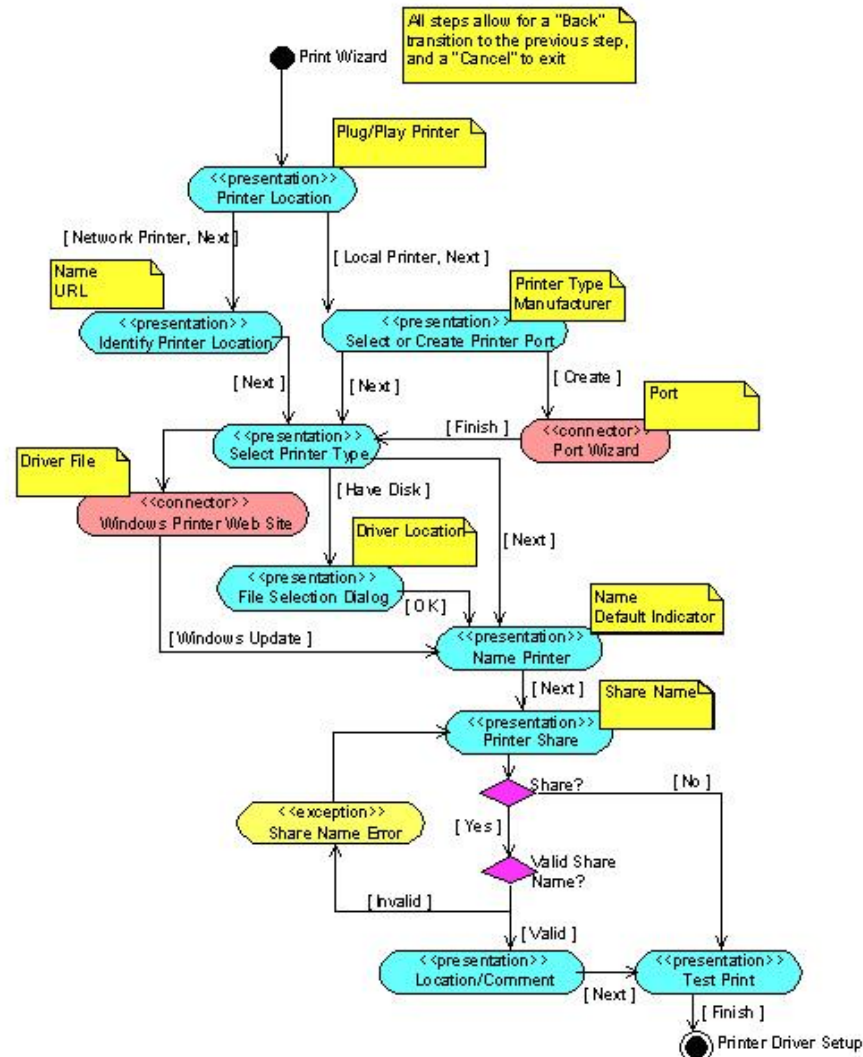 All steps allow for a "Back"
transition to the previous step,
and a "Cancel" to exit
Print Wizard
Plug/Play Printer
<<presentation>>
Printer Location
[ Network Printer, Next ]
[ Local Printer, Next ]
Name
URL
Printer Type
Manufacturer
<<presentation>>
Identify Printer Location
<<presentation>>
Select or Create Printer Port
[ Next ]
[ Next ]
[ Create ]
Port
[ Finish ]
<<presentation>>
Select Printer Type
<<connector>>
Port Wizard
Driver File
[ Have Disk ]
<<connector>>
Windows Printer Web Site
Driver Location
[ Next ]
<<presentation>>
File Selection Dialog
[ OK ]
Name
Default Indicator
[ Windows Update ]
<<presentation>>
Name Printer
[ Next ]
Share Name
<<presentation>>
Printer Share
Share?
[ No ]
<<exception>>
Share Name Error
[ Yes ]
Valid Share
Name?
[ Invalid ]
[ Valid ]
<<presentation>>
Location/Comment
[ Next ]
<<presentation>>
Test Print
[ Finish ]
Printer Driver Setup